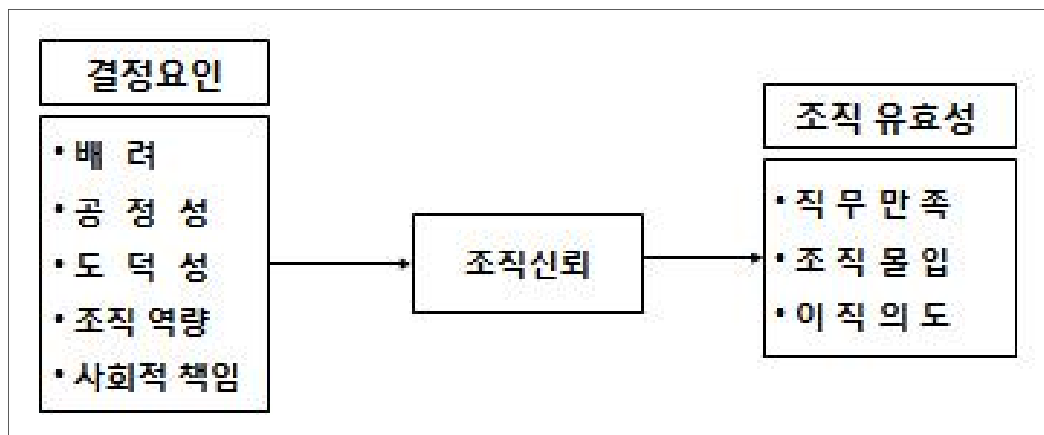 결정요인
• 배 려
• 공 정 성
• 도 덕 성
• 조직 역량
• 사회적 책임
조직신뢰
조직 유효성
• 직 무 만 족
• 조 직 몰 입
• 이 직 의 도